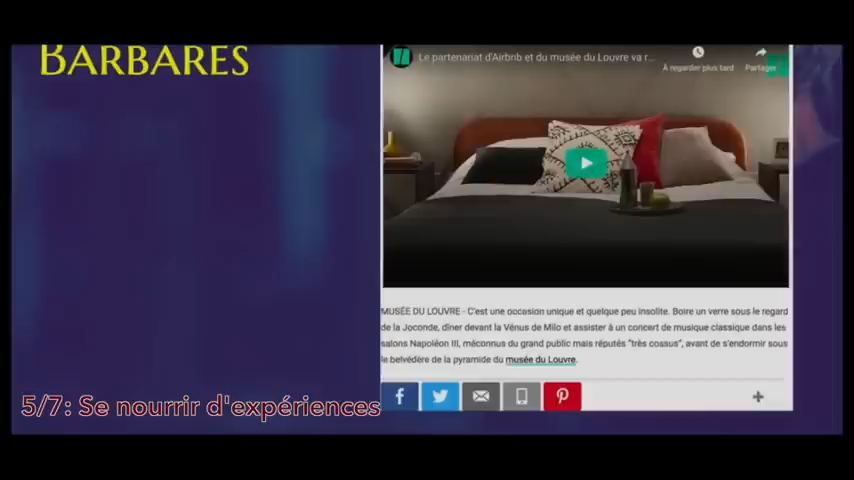 BARBARES
Le partenariat d'Airbnb et du musée du Louvre va r...
À regarder plus tard
Partager
MUSÉE DU LOUVRE - C'est une occasion unique et quelque peu insolite. Boire un verre sous le regard
de la Joconde, dîner devant la Vénus de Milo et assister à un concert de musique classique dans les
salons Napoléon III, méconnus du grand public mais réputés "très cossus", avant de s'endormir sous
le belvédère de la pyramide du musée du Louvre.
5/7: Se nourrir d'expériences